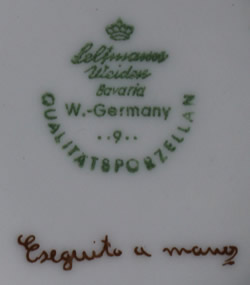 Seltmann
Weiden
Bavaria
W.-Germany
..9..
QUALITÄTSPORZELLAN
Eseguito a mano